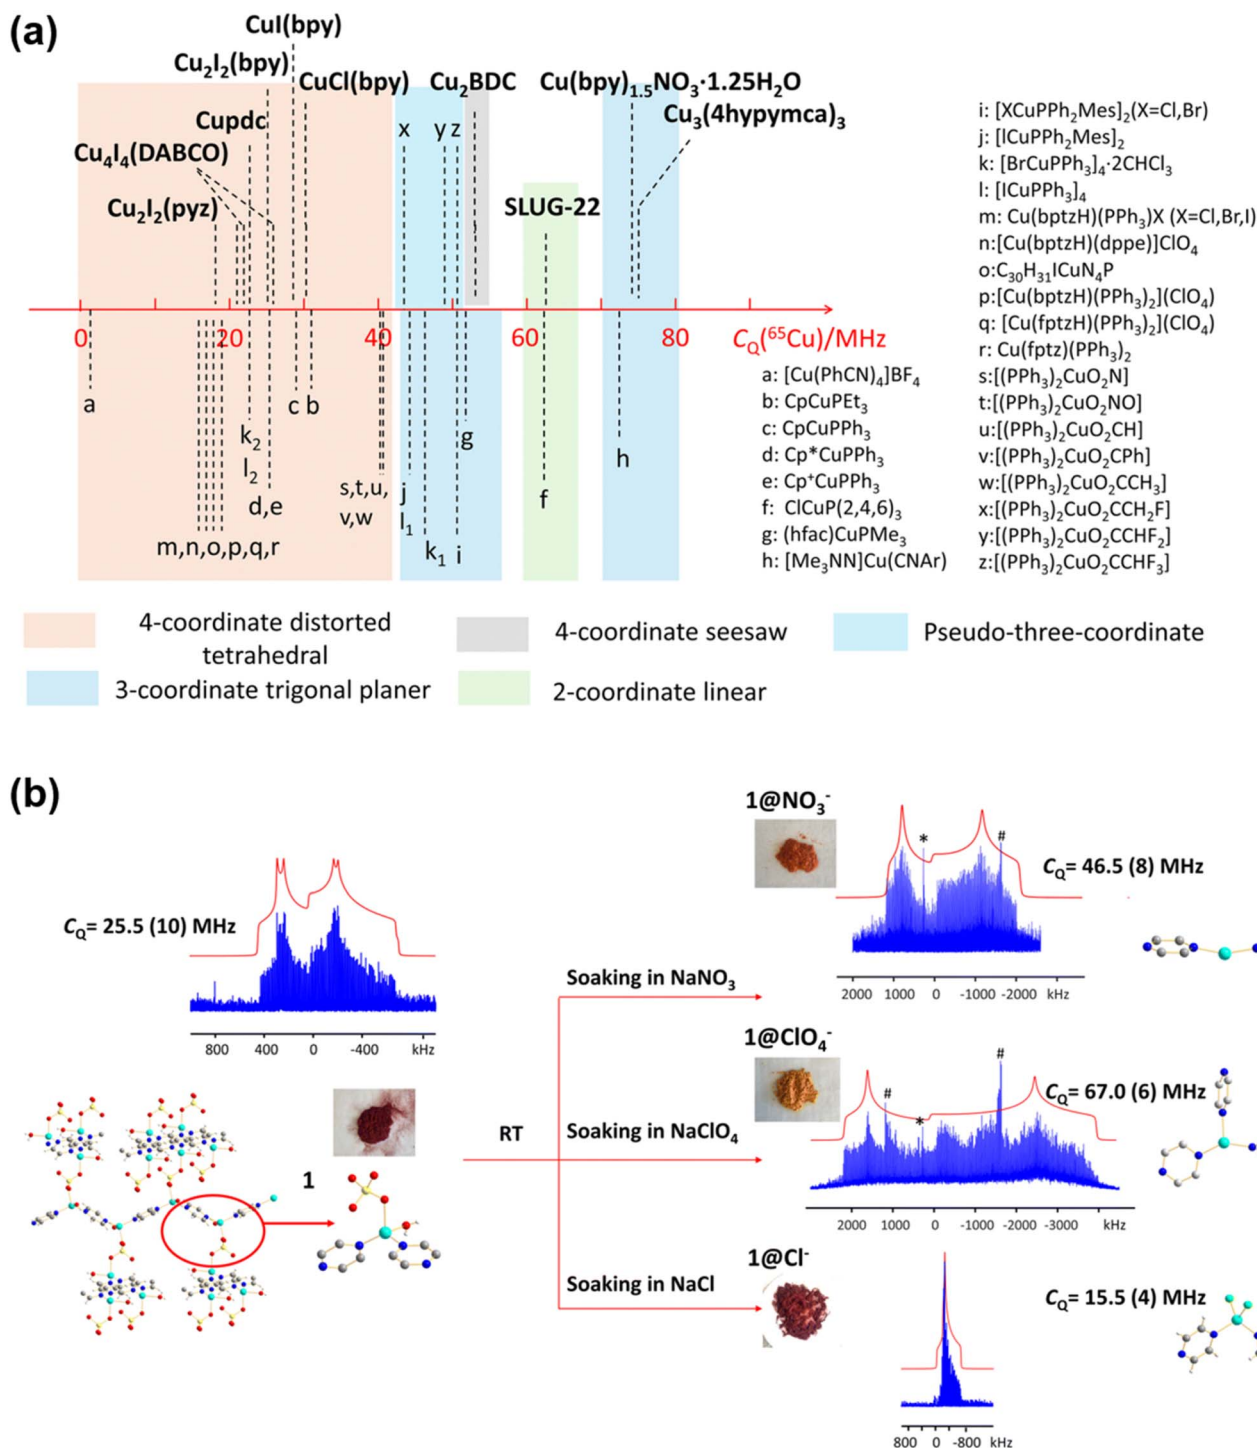 (a)
CuI(bpy)
Cu₂I₂(bpy)
CuCl(bpy)
Cu₂BDC
Cu(bpy)₁.₅NO₃·1.25H₂O
Cu₃(4hypymca)₃
Cupdc
Cu₄I₄(DABCO)
Cu₂I₂(pyz)
x
y z
SLUG-22
0 20 40 60 80
C_Q(⁶⁵Cu)/MHz
a
c b
k₂
l₂
d,e
m,n,o,p,q,r
s,t,u,
v,w
j
l₁
k₁
i
g
f
h
a: [Cu(PhCN)₄]BF₄
b: CpCuPEt₃
c: CpCuPPh₃
d: Cp*CuPPh₃
e: Cp⁺CuPPh₃
f: ClCuP(2,4,6)₃
g: (hfac)CuPMe₃
h: [Me₃NN]Cu(CNAr)
i: [XCuPPh₂Mes]₂(X=Cl,Br)
j: [ICuPPh₂Mes]₂
k: [BrCuPPh₃]₄·2CHCl₃
l: [ICuPPh₃]₄
m: Cu(bptzH)(PPh₃)X (X=Cl,Br,I)
n:[Cu(bptzH)(dppe)]ClO₄
o:C₃₀H₃₁ICuN₄P
p:[Cu(bptzH)(PPh₃)₂](ClO₄)
q: [Cu(fptzH)(PPh₃)₂](ClO₄)
r: Cu(fptz)(PPh₃)₂
s:[(PPh₃)₂CuO₂N]
t:[(PPh₃)₂CuO₂NO]
u:[(PPh₃)₂CuO₂CH]
v:[(PPh₃)₂CuO₂CPh]
w:[(PPh₃)₂CuO₂CCH₃]
x:[(PPh₃)₂CuO₂CCH₂F]
y:[(PPh₃)₂CuO₂CCHF₂]
z:[(PPh₃)₂CuO₂CCHF₃]
4-coordinate distorted
tetrahedral
4-coordinate seesaw
Pseudo-three-coordinate
3-coordinate trigonal planer
2-coordinate linear
(b)
C_Q= 25.5 (10) MHz
800 400 0 -400 kHz
1
RT
Soaking in NaNO₃
Soaking in NaClO₄
Soaking in NaCl
1@NO₃⁻
* #
C_Q= 46.5 (8) MHz
2000 1000 0 -1000 -2000 kHz
1@ClO₄⁻
# * #
C_Q= 67.0 (6) MHz
2000 1000 0 -1000 -2000 -3000 kHz
1@Cl⁻
C_Q= 15.5 (4) MHz
800 0 -800 kHz